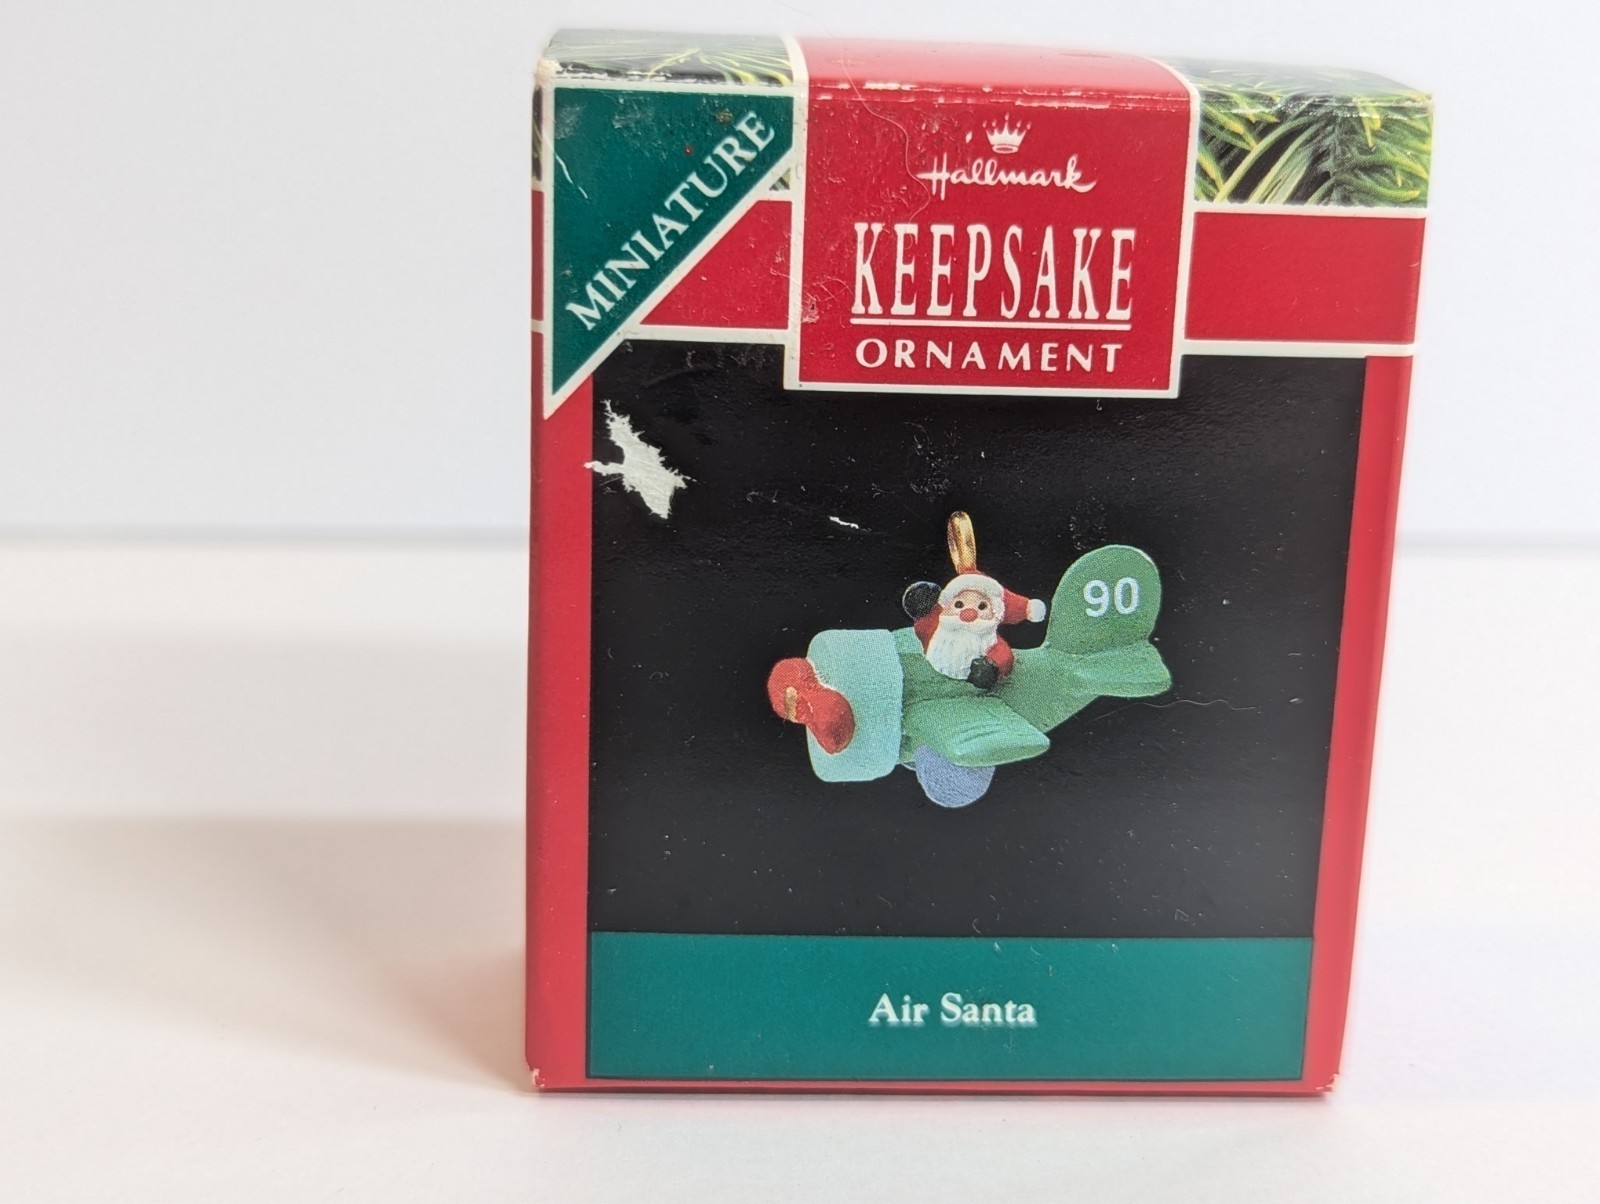 MINIATURE
Hallmark
KEEPSAKE
ORNAMENT
90
Air Santa